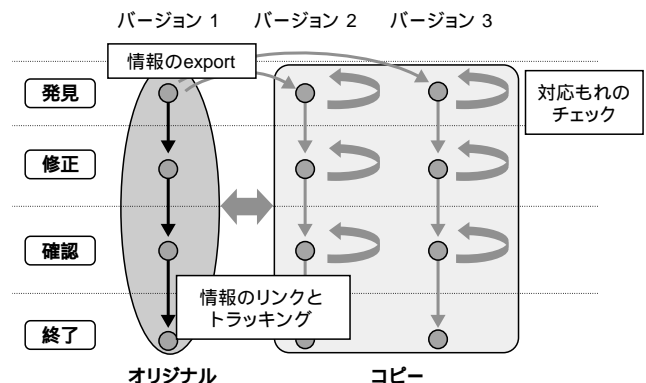 バージョン 1
バージョン 2
バージョン 3
情報のexport
発見
対応もれの
チェック
修正
確認
情報のリンクと
トラッキング
終了
オリジナル
コピー